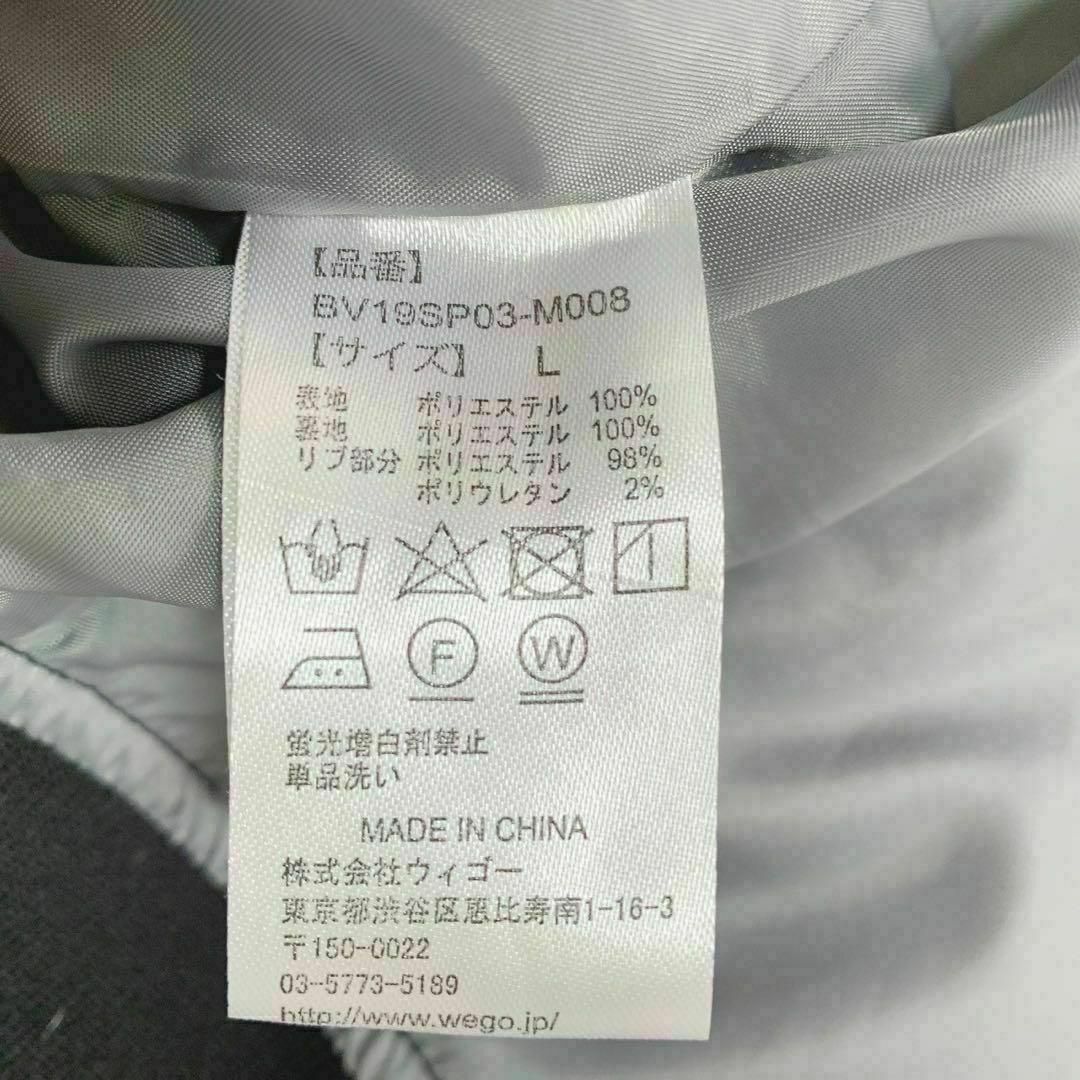 【品番】
BV19SP03-M008
【サイズ】 L
表地 ポリエステル 100%
裏地 ポリエステル 100%
リブ部分 ポリエステル 98%
ポリウレタン 2%
F W
蛍光増白剤禁止
単品洗い
MADE IN CHINA
株式会社ウィゴー
東京都渋谷区恵比寿南1-16-3
〒150-0022
03-5773-5189
http://www.wego.jp/